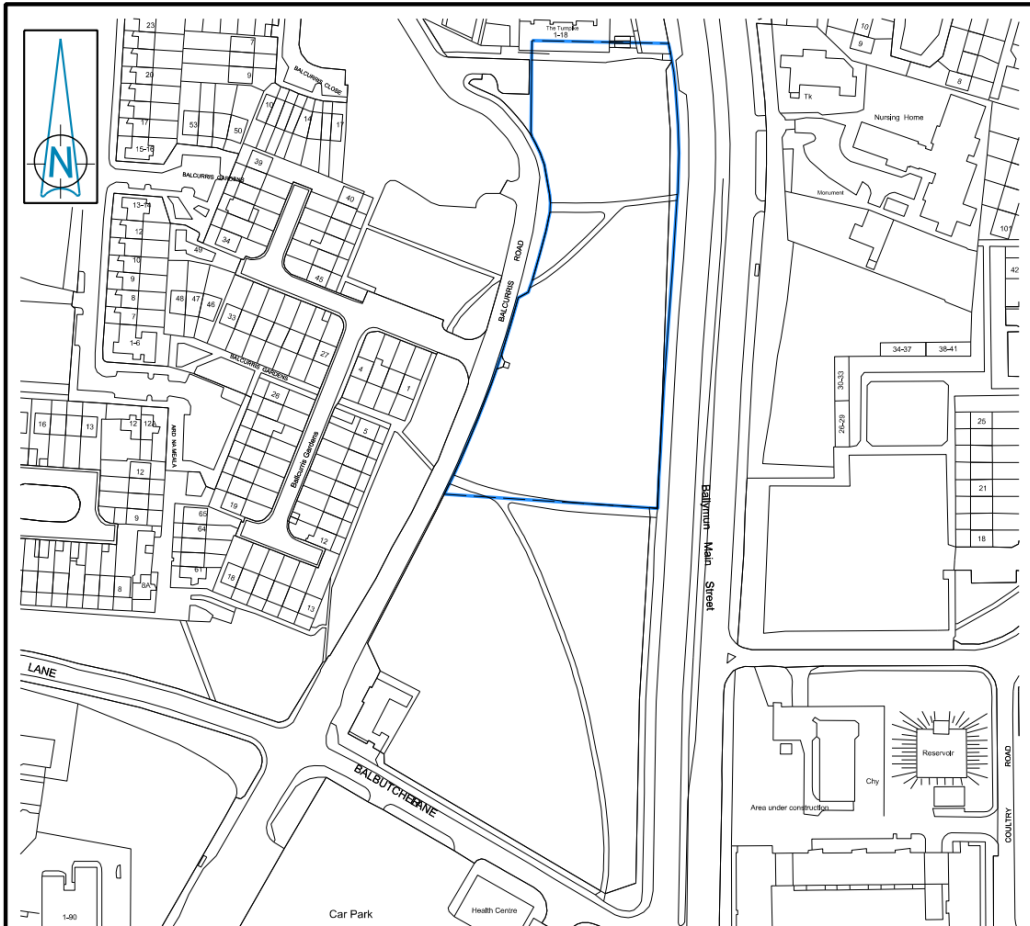 The Turnpike
1-18
23
7
20
9
BALCURRIS CLOSE
10
14
17
17
53
50
15-16
39
BALCURRIS GARDENS
40
N
13-14
12
34
49
10
45
9
48
47
46
8
33
7
27
1-6
BALCURRIS GARDENS
4
1
26
5
BALCURRIS
ROAD
16
13
12
12A
ARD NA MEALA
12
Balcurris Gardens
9
19
65
64
12
61
18
13
8
8A
LANE
BALBUTCHER
LANE
Car Park
Health Centre
1-90
Ballymun Main Street
10
9
8
Tk
Nursing Home
Monument
101
42
34-37
38-41
30-33
26-29
25
21
18
Reservoir
Chy
Area under construction
COULTRY
ROAD